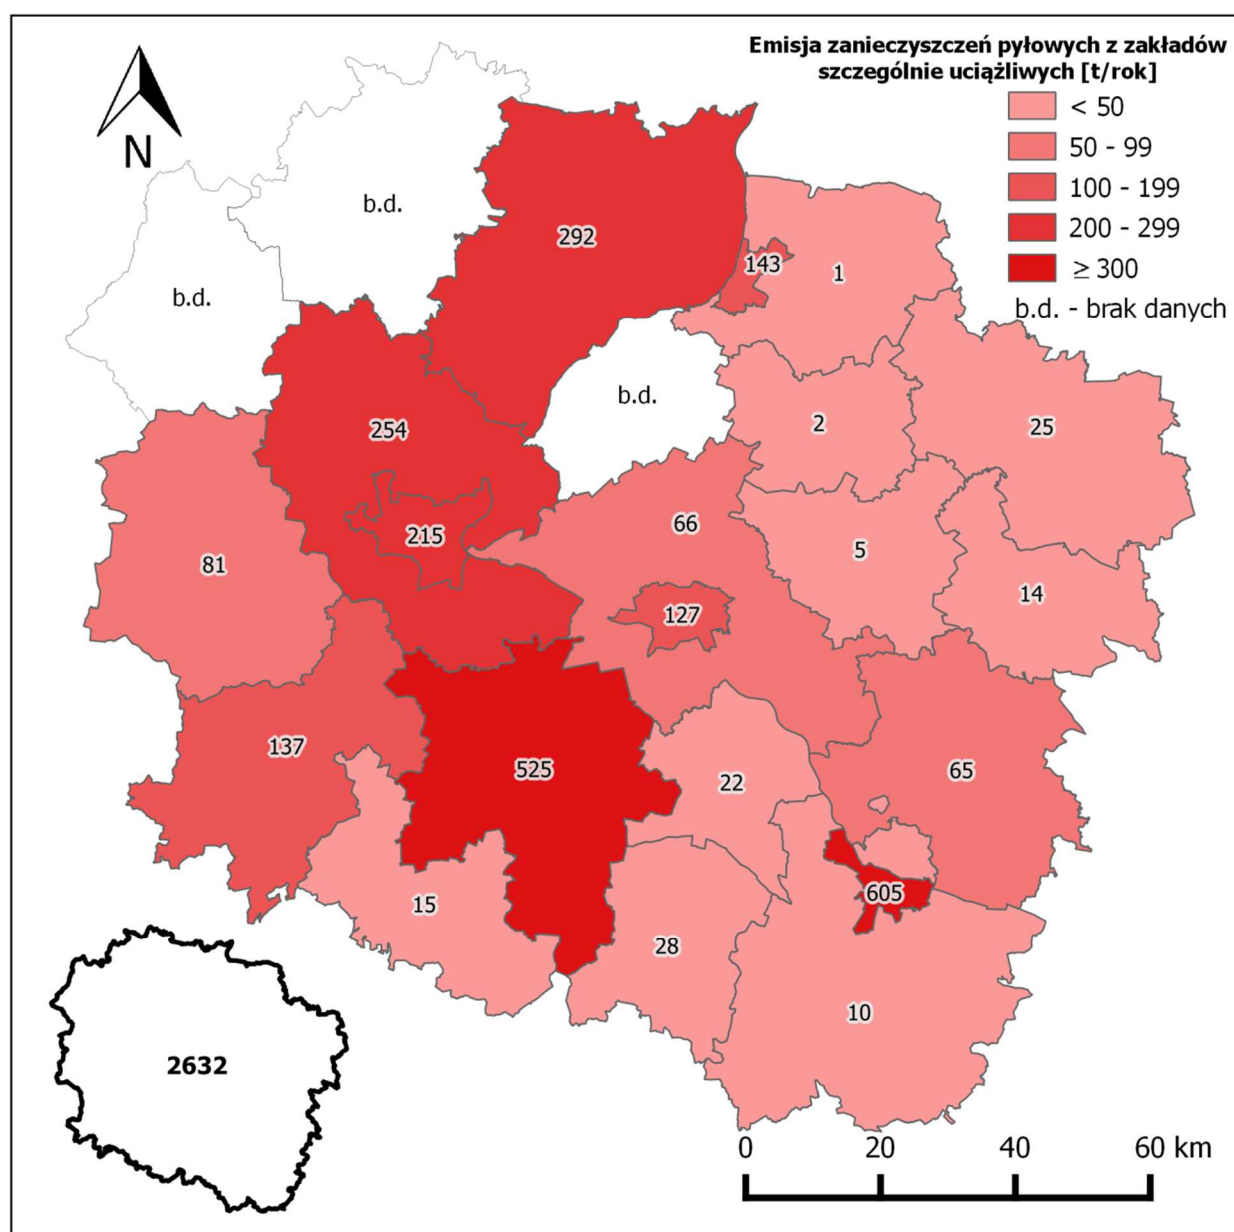 Emisja zanieczyszczeń pyłowych z zakładów
szczególnie uciążliwych [t/rok]
< 50
50 - 99
100 - 199
200 - 299
≥ 300
b.d. - brak danych
N
b.d.
292
143
1
b.d.
b.d.
254
2
25
215
66
5
81
14
127
137
525
22
65
15
605
28
10
2632
0 20 40 60 km